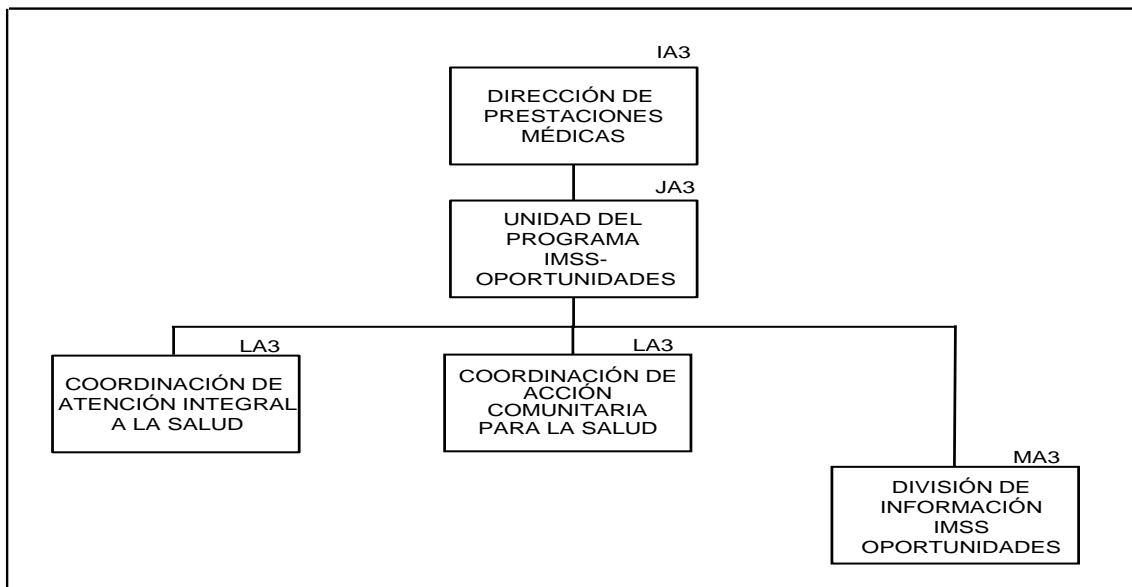 IA3
DIRECCIÓN DE
PRESTACIONES
MÉDICAS
JA3
UNIDAD DEL
PROGRAMA
IMSS-
OPORTUNIDADES
LA3
COORDINACIÓN DE
ATENCIÓN INTEGRAL
A LA SALUD
LA3
COORDINACIÓN DE
ACCIÓN
COMUNITARIA
PARA LA SALUD
MA3
DIVISIÓN DE
INFORMACIÓN
IMSS
OPORTUNIDADES